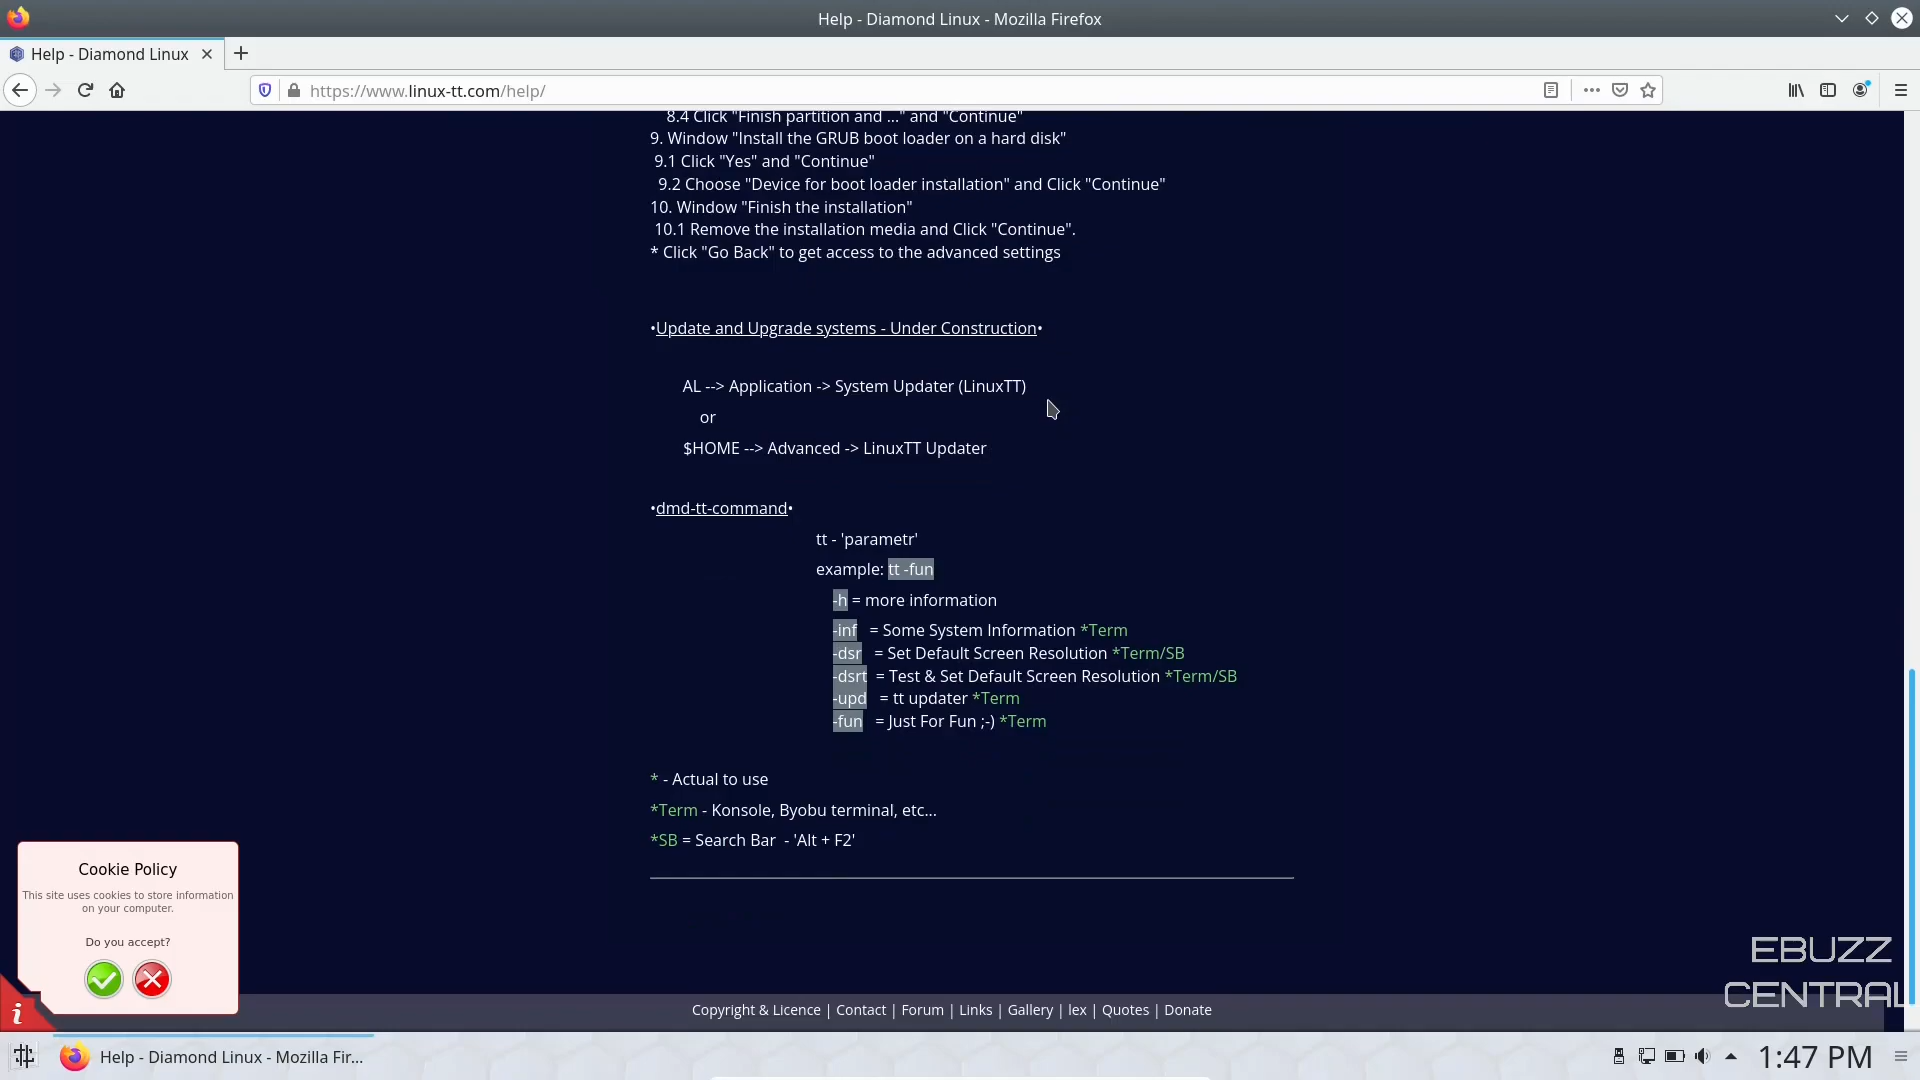 Help - Diamond Linux - Mozilla Firefox
Help - Diamond Linux
https://www.linux-tt.com/help/
8.4 Click "Finish partition and ..." and "Continue"
9. Window "Install the GRUB boot loader on a hard disk"
9.1 Click "Yes" and "Continue"
9.2 Choose "Device for boot loader installation" and Click "Continue"
10. Window "Finish the installation"
10.1 Remove the installation media and Click "Continue".
* Click "Go Back" to get access to the advanced settings
•Update and Upgrade systems - Under Construction•
AL --> Application -> System Updater (LinuxTT)
or
$HOME --> Advanced -> LinuxTT Updater
•dmd-tt-command•
tt - 'parametr'
example: tt -fun
-h = more information
-inf = Some System Information *Term
-dsr = Set Default Screen Resolution *Term/SB
-dsrt = Test & Set Default Screen Resolution *Term/SB
-upd = tt updater *Term
-fun = Just For Fun ;-) *Term
* - Actual to use
*Term - Konsole, Byobu terminal, etc...
*SB = Search Bar - 'Alt + F2'
Cookie Policy
This site uses cookies to store information
on your computer.
Do you accept?
i
EBUZZ
CENTRAL
Copyright & Licence | Contact | Forum | Links | Gallery | lex | Quotes | Donate
Help - Diamond Linux - Mozilla Fir...
1:47 PM